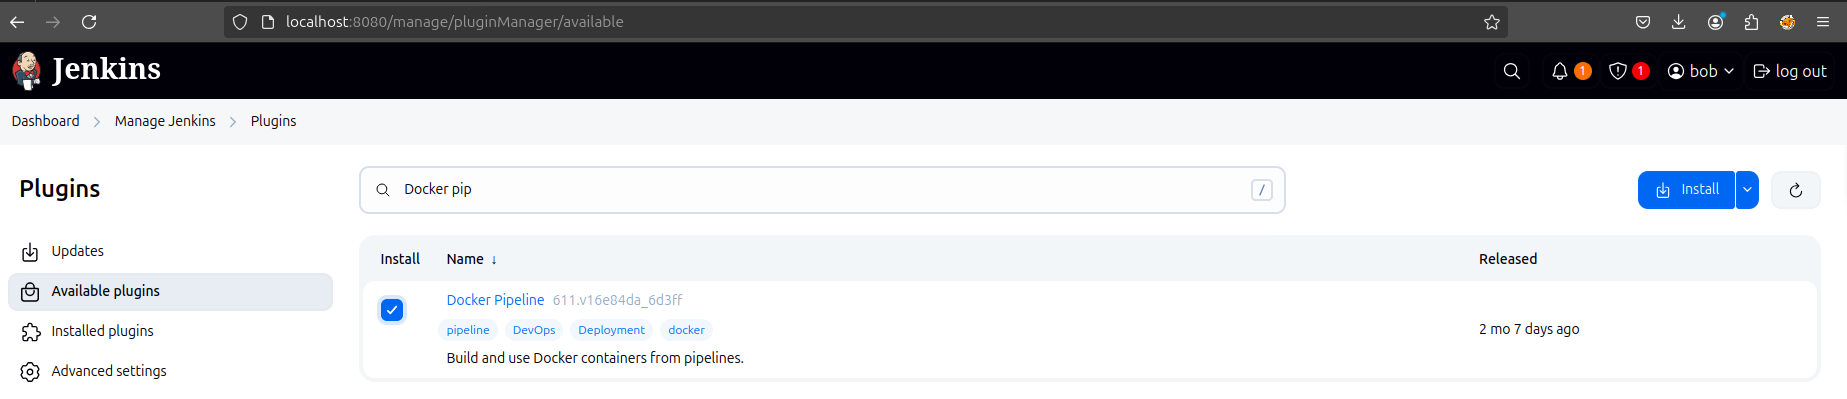 localhost:8080/manage/pluginManager/available
Jenkins
1
1
bob
log out
Dashboard
Manage Jenkins
Plugins
Plugins
Docker pip
/
Install
Updates
Available plugins
Installed plugins
Advanced settings
Install
Name ↓
Released
Docker Pipeline 611.v16e84da_6d3ff
pipeline
DevOps
Deployment
docker
2 mo 7 days ago
Build and use Docker containers from pipelines.